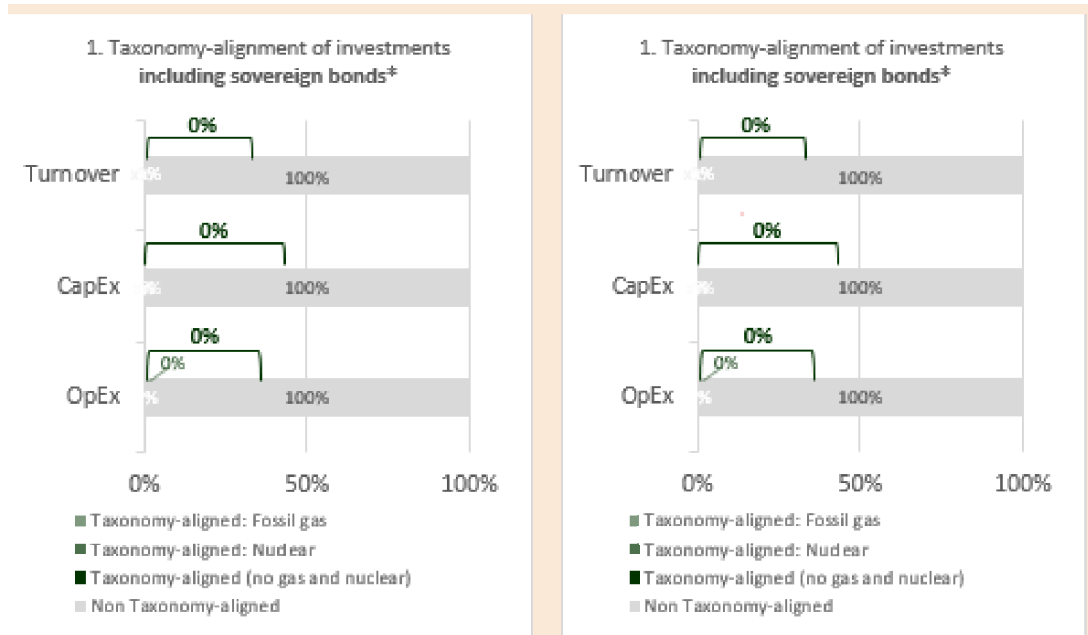 1. Taxonomy-alignment of investments
including sovereign bonds*
0%
Turnover
100%
0%
CapEx
100%
0%
0%
OpEx
100%
0%
50%
100%
Taxonomy-aligned: Fossil gas
Taxonomy-aligned: Nuclear
Taxonomy-aligned (no gas and nuclear)
Non Taxonomy-aligned
1. Taxonomy-alignment of investments
including sovereign bonds*
0%
Turnover
100%
0%
CapEx
100%
0%
0%
OpEx
100%
0%
50%
100%
Taxonomy-aligned: Fossil gas
Taxonomy-aligned: Nuclear
Taxonomy-aligned (no gas and nuclear)
Non Taxonomy-aligned